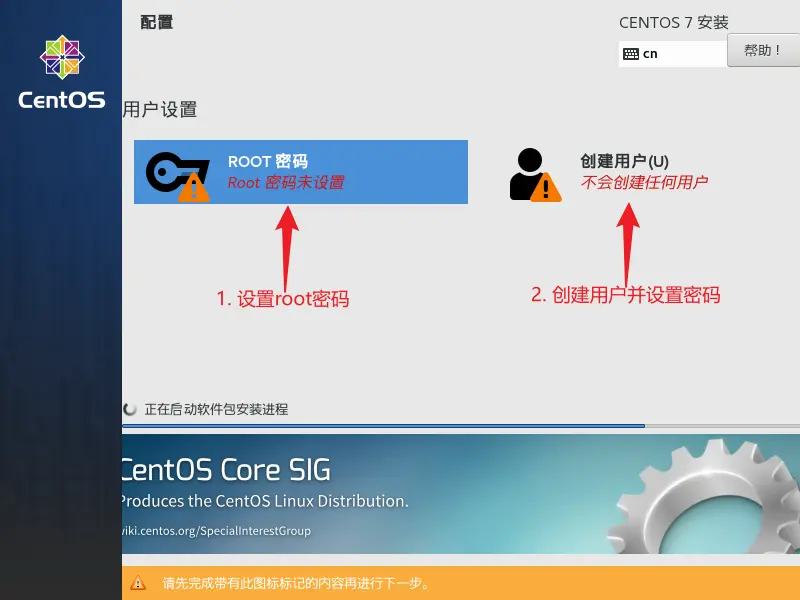 配置
CENTOS 7 安装
cn
帮助！
CentOS
用户设置
ROOT 密码
Root 密码未设置
创建用户(U)
不会创建任何用户
1. 设置root密码
2. 创建用户并设置密码
正在启动软件包安装进程
CentOS Core SIG
Produces the CentOS Linux Distribution.
wiki.centos.org/SpecialInterestGroup
请先完成带有此图标标记的内容再进行下一步。